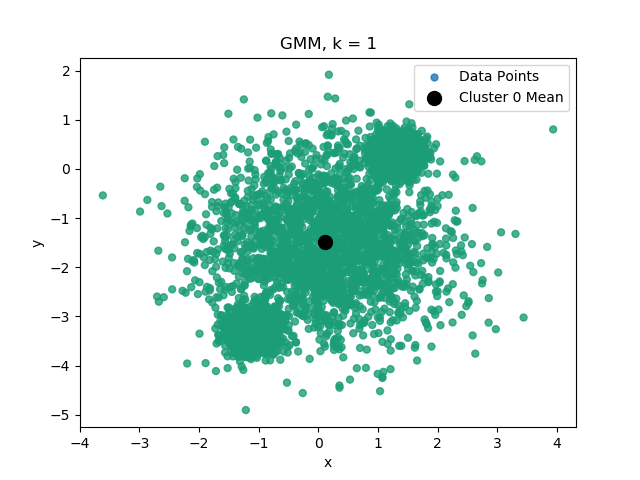 GMM, k = 1
Data Points
Cluster 0 Mean
2
1
0
−1
−2
−3
−4
−5
y
−4 −3 −2 −1 0 1 2 3 4
x